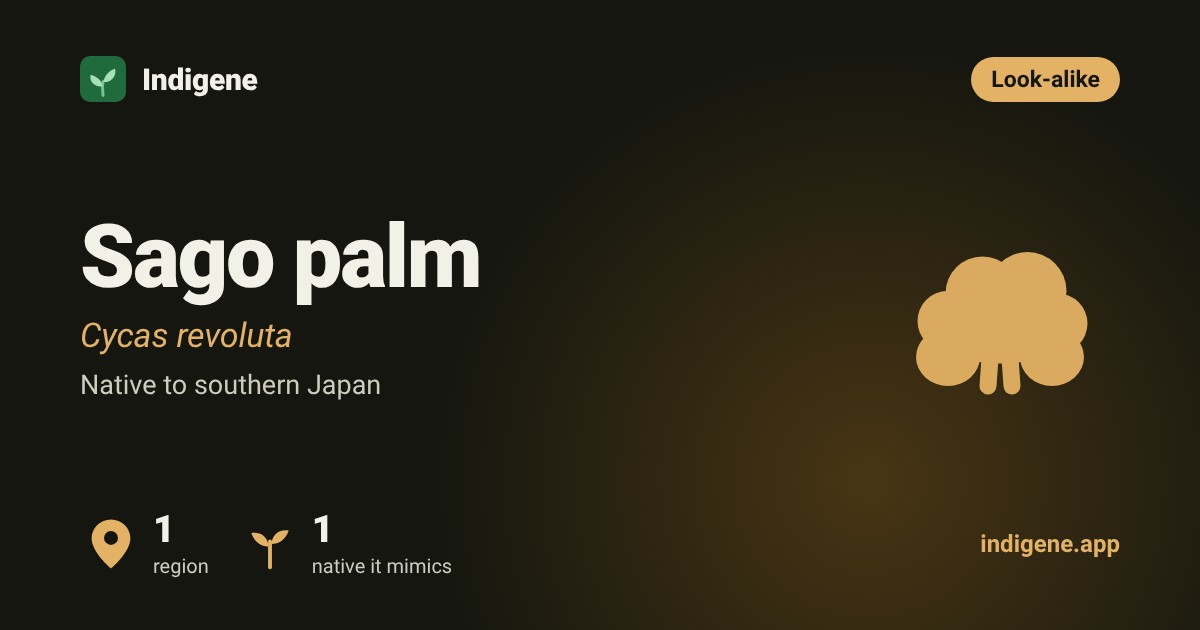 Indigene
Look-alike
Sago palm
Cycas revoluta
Native to southern Japan
1
region
1
native it mimics
indigene.app